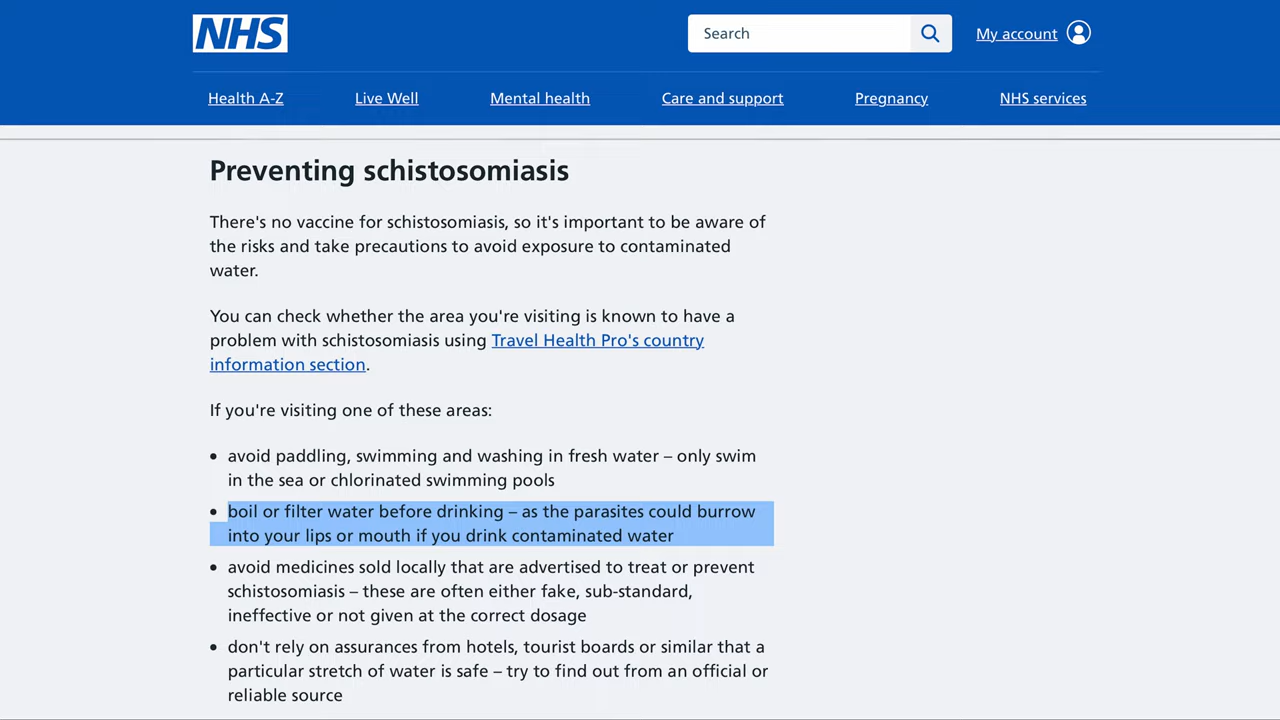 NHS
Search
My account
Health A-Z
Live Well
Mental health
Care and support
Pregnancy
NHS services
Preventing schistosomiasis
There's no vaccine for schistosomiasis, so it's important to be aware of
the risks and take precautions to avoid exposure to contaminated
water.
You can check whether the area you're visiting is known to have a
problem with schistosomiasis using Travel Health Pro's country
information section.
If you're visiting one of these areas:
• avoid paddling, swimming and washing in fresh water – only swim
in the sea or chlorinated swimming pools
• boil or filter water before drinking – as the parasites could burrow
into your lips or mouth if you drink contaminated water
• avoid medicines sold locally that are advertised to treat or prevent
schistosomiasis – these are often either fake, sub-standard,
ineffective or not given at the correct dosage
• don't rely on assurances from hotels, tourist boards or similar that a
particular stretch of water is safe – try to find out from an official or
reliable source